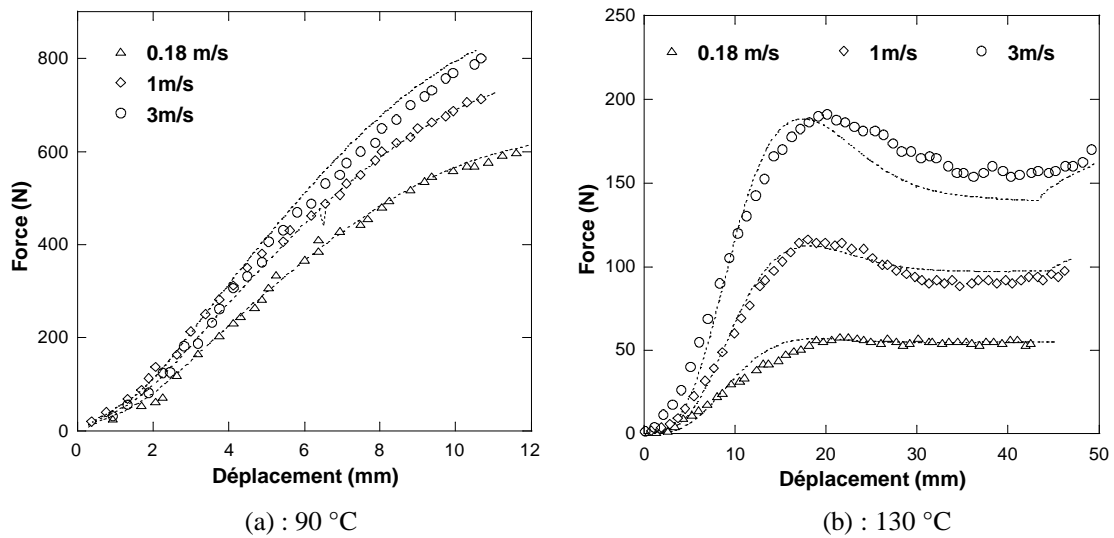 800
600
400
200
0
Force (N)
0.18 m/s
1m/s
3m/s
0 2 4 6 8 10 12
Déplacement (mm)
(a) : 90 °C
250
200
150
100
50
0
Force (N)
0.18 m/s 1m/s 3m/s
0 10 20 30 40 50
Déplacement (mm)
(b) : 130 °C